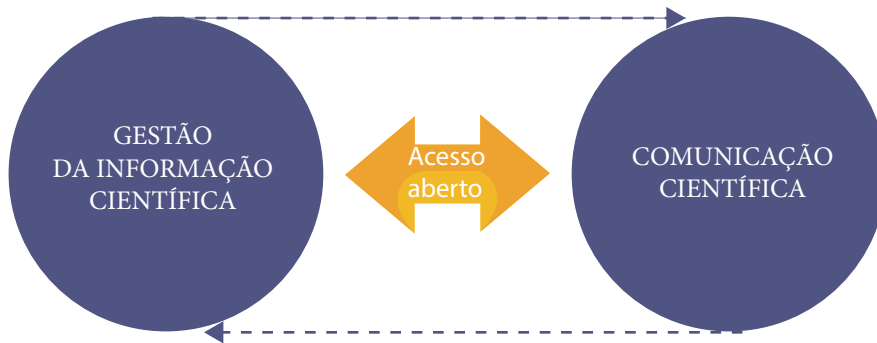 GESTÃO
DA INFORMAÇÃO
CIENTÍFICA
Acesso
aberto
COMUNICAÇÃO
CIENTÍFICA